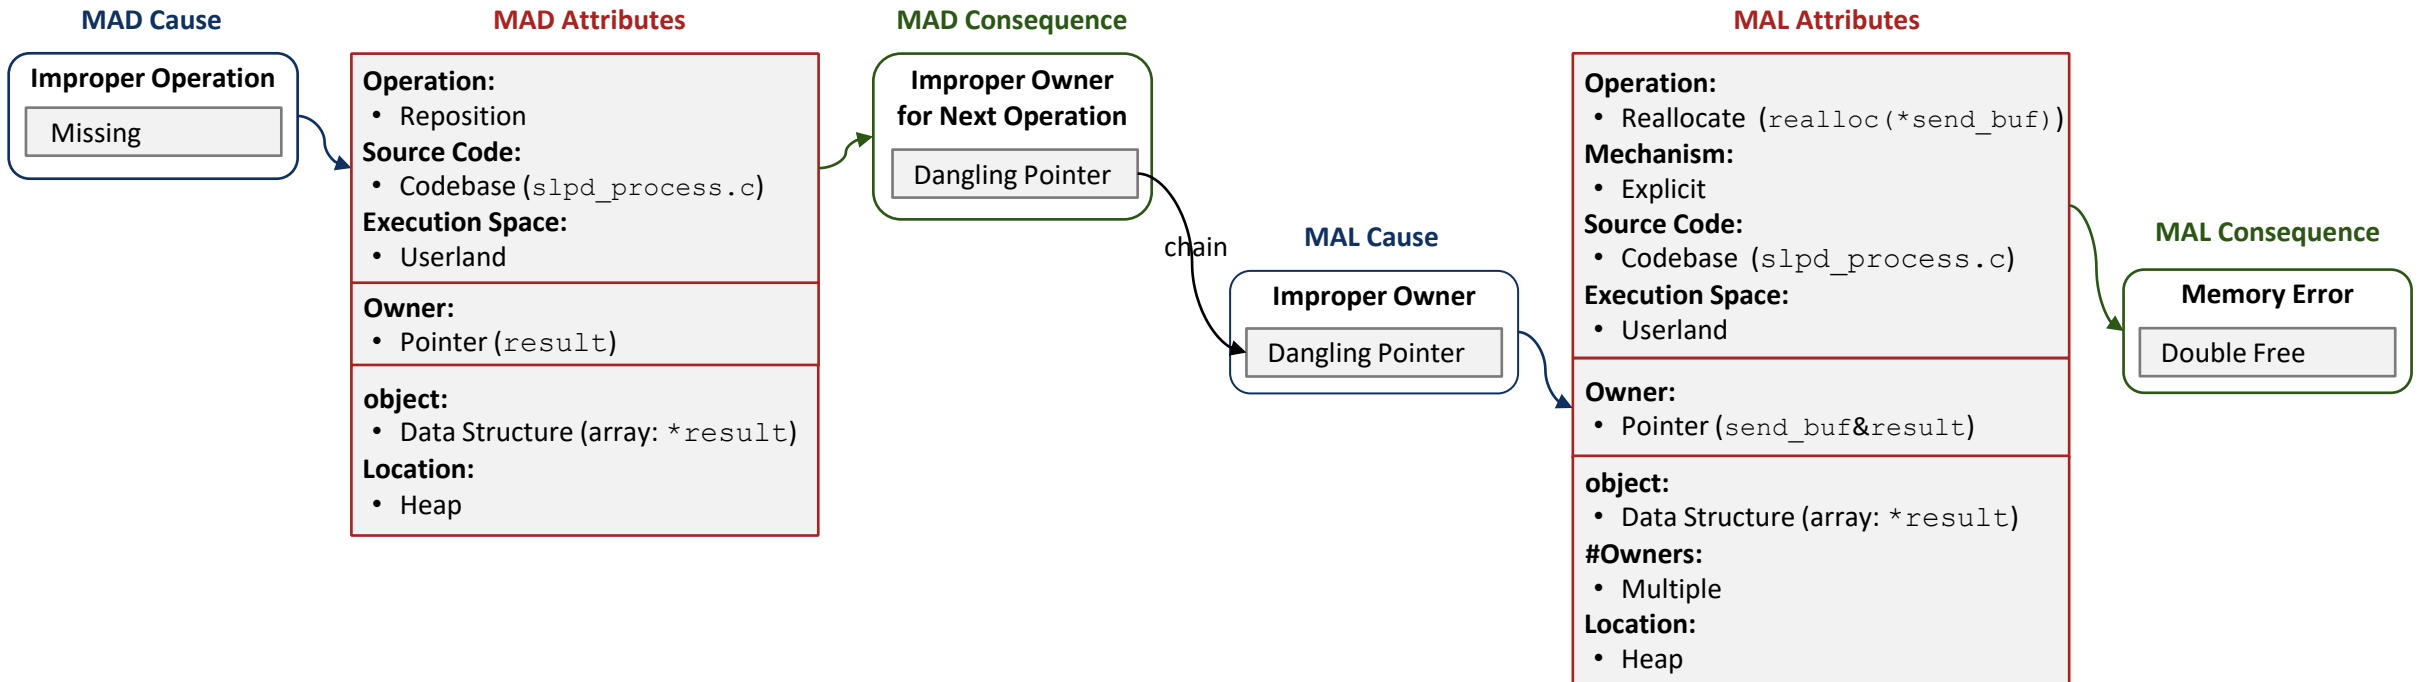 MAD Cause
Improper Operation
Missing
MAD Attributes
Operation:
• Reposition
Source Code:
• Codebase (slpd_process.c)
Execution Space:
• Userland
Owner:
• Pointer (result)
object:
• Data Structure (array: *result)
Location:
• Heap
MAD Consequence
Improper Owner
for Next Operation
Dangling Pointer
chain
MAL Cause
Improper Owner
Dangling Pointer
MAL Attributes
Operation:
• Reallocate (realloc(*send_buf))
Mechanism:
• Explicit
Source Code:
• Codebase (slpd_process.c)
Execution Space:
• Userland
Owner:
• Pointer (send_buf&result)
object:
• Data Structure (array: *result)
#Owners:
• Multiple
Location:
• Heap
MAL Consequence
Memory Error
Double Free